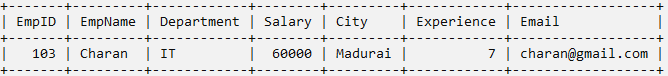 +-------+---------+------------+--------+---------+------------+------------------+
| EmpID | EmpName | Department | Salary | City    | Experience | Email            |
+-------+---------+------------+--------+---------+------------+------------------+
|   103 | Charan  | IT         |  60000 | Madurai |          7 | charan@gmail.com |
+-------+---------+------------+--------+---------+------------+------------------+